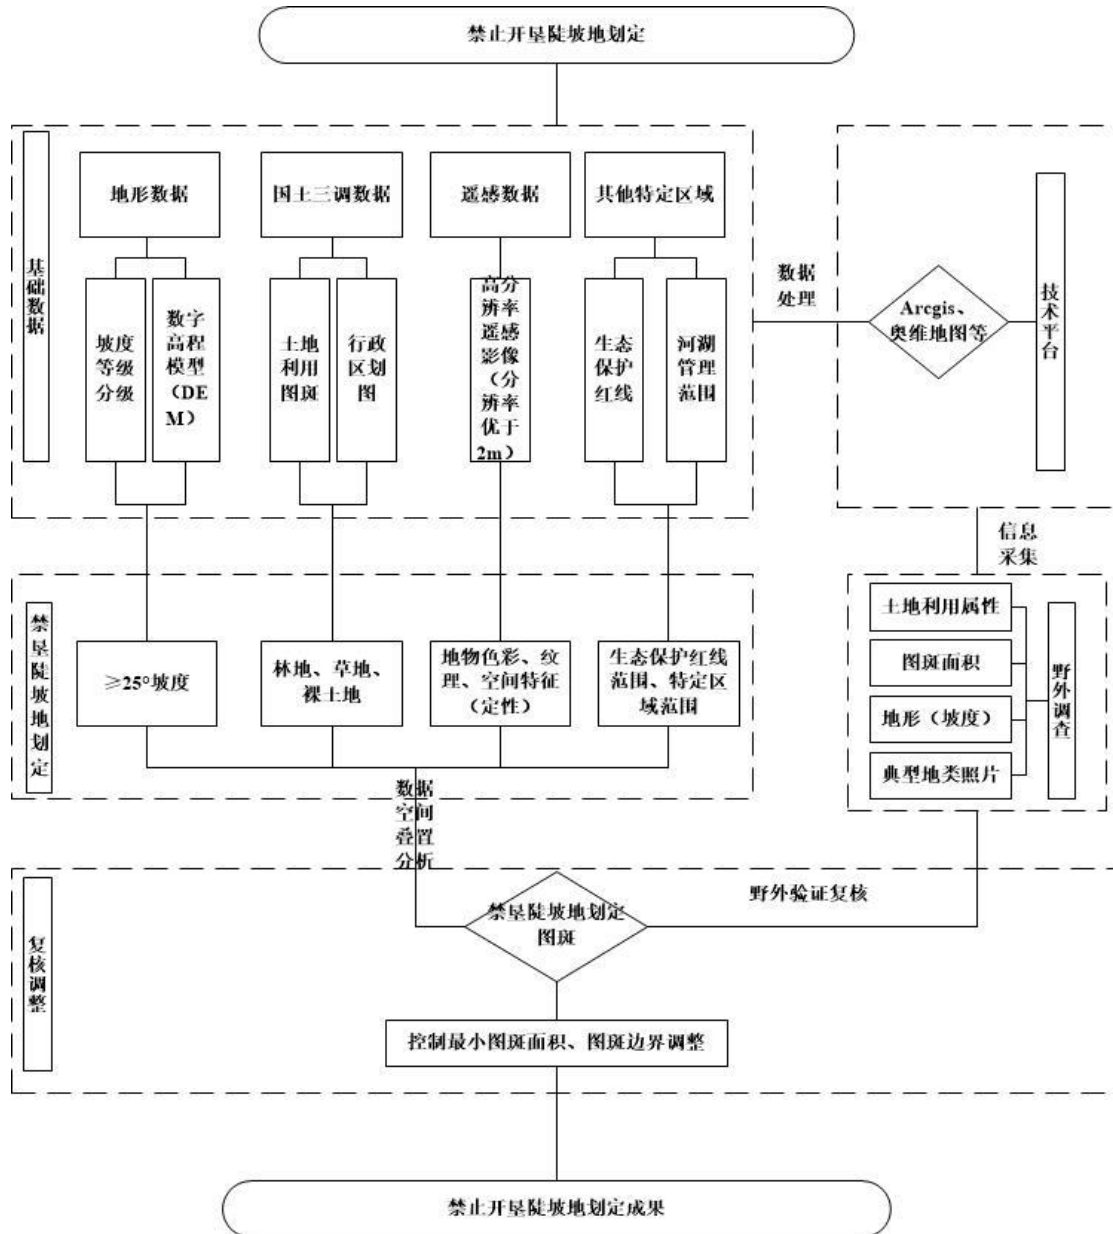 禁止开垦陡坡地划定
基础数据
地形数据
国土三调数据
遥感数据
其他特定区域
坡度
等级
分级
数字
高程
模型
（DE
M）
土地
利用
图斑
行政
区划
图
高分
辨率
遥感
影像
（分
辨率
优于
2m）
生态
保护
红线
河湖
管理
范围
数据
处理
Arcgis、
奥维地图等
技术平台
信息
采集
禁垦陡坡地划定
≥25°坡度
林地、草地、
裸土地
地物色彩、纹
理、空间特征
（定性）
生态保护红线
范围、特定区
域范围
土地利用属性
图斑面积
地形（坡度）
典型地类照片
野外调查
数据
空间
叠置
分析
复核调整
禁垦陡坡地划定
图斑
野外验证复核
控制最小图斑面积、图斑边界调整
禁止开垦陡坡地划定成果